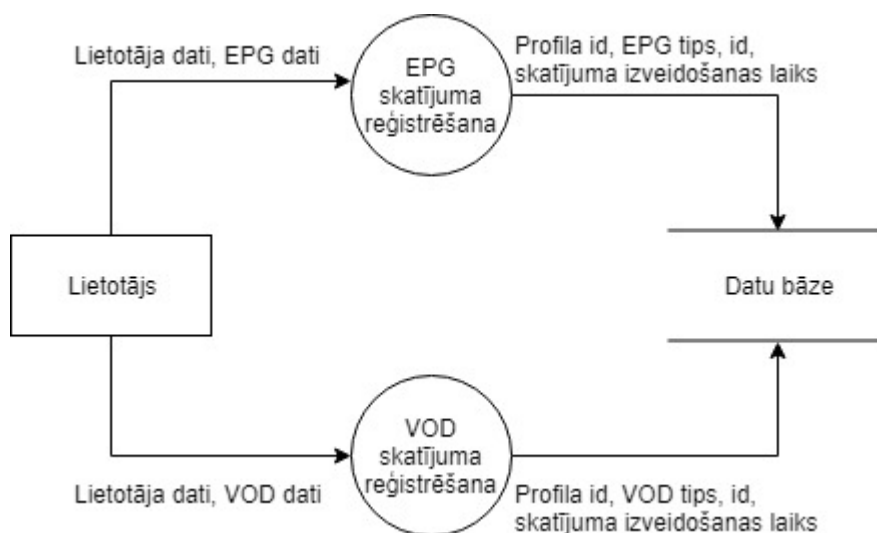 Lietotāja dati, EPG dati
EPG
skatījuma
reģistrēšana
Profila id, EPG tips, id,
skatījuma izveidošanas laiks
Lietotājs
Datu bāze
Lietotāja dati, VOD dati
VOD
skatījuma
reģistrēšana
Profila id, VOD tips, id,
skatījuma izveidošanas laiks